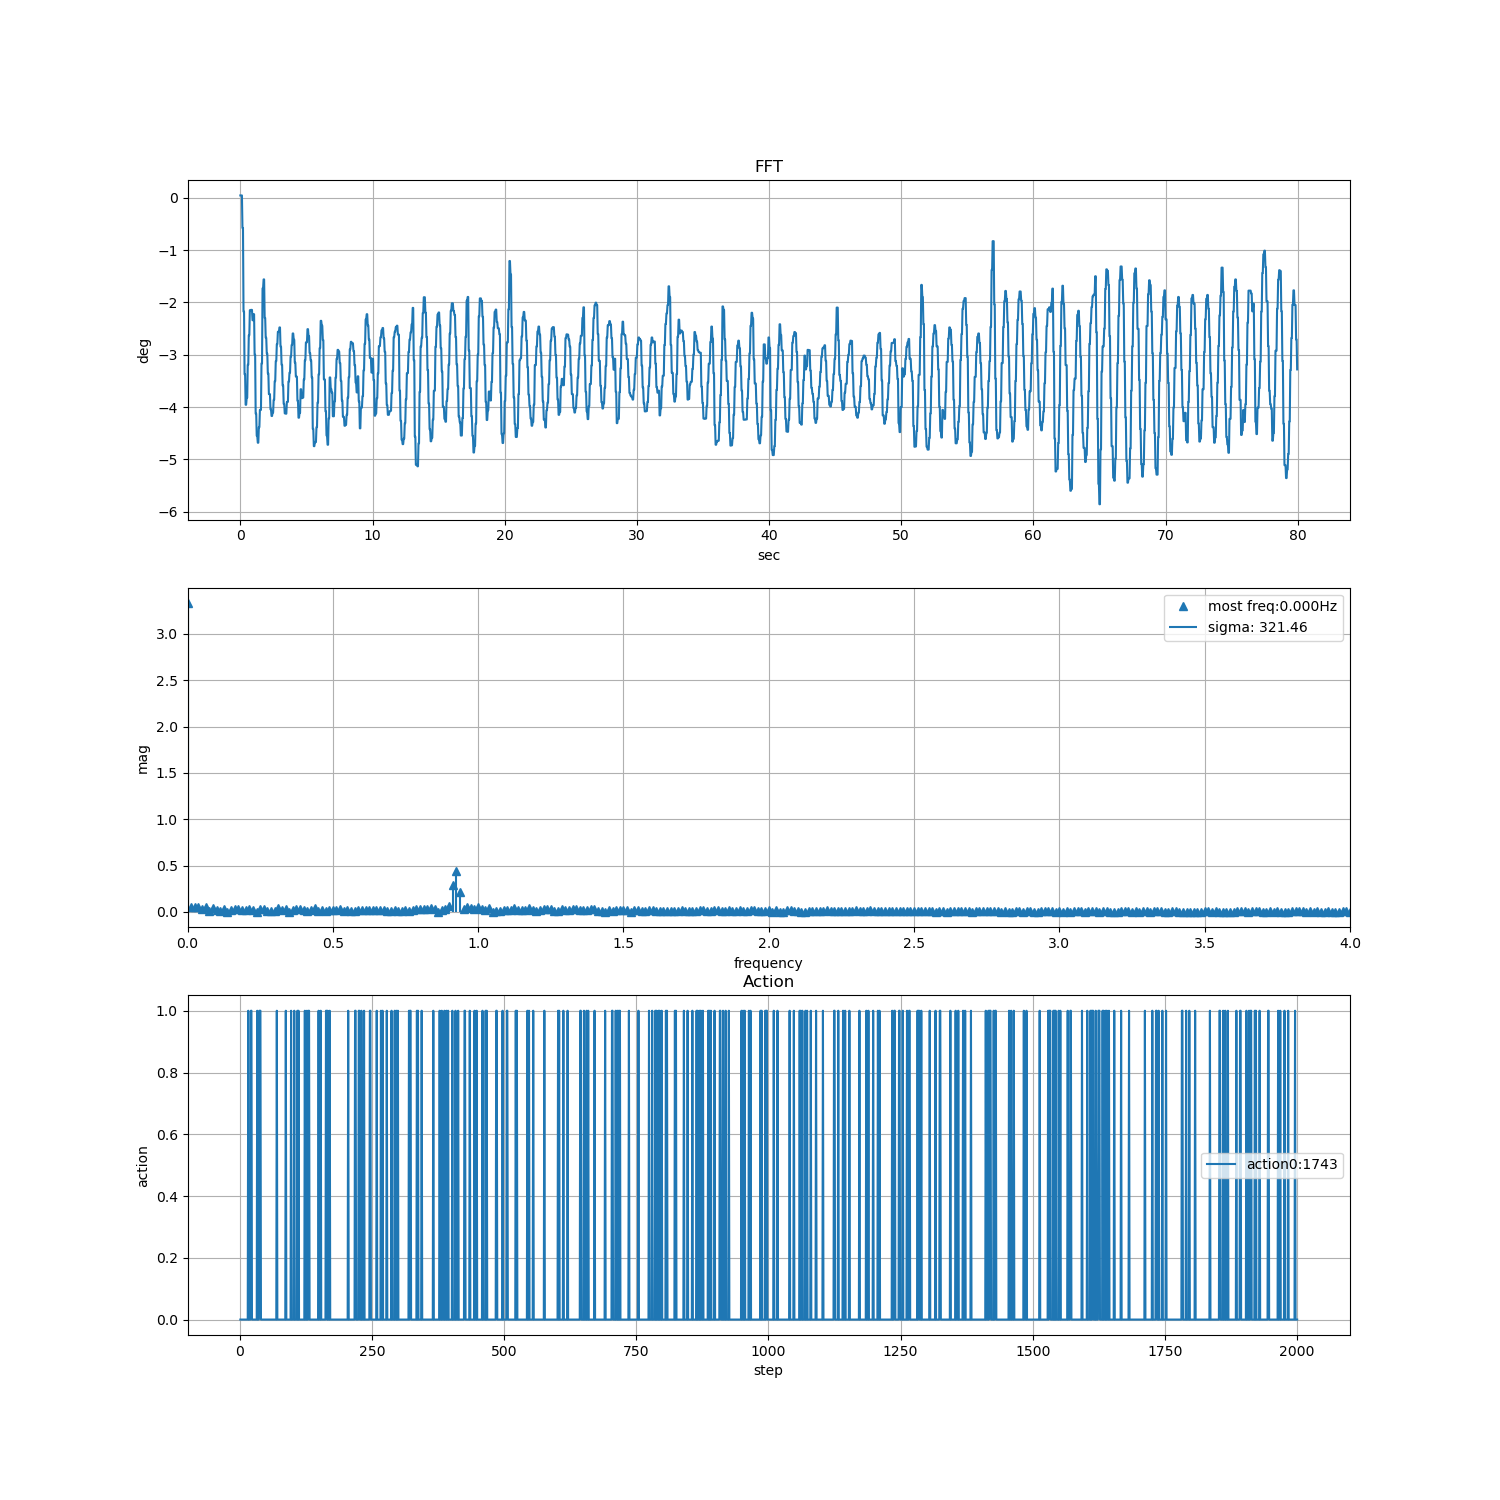 FFT
0
−1
−2
−3
−4
−5
−6
deg
0 10 20 30 40 50 60 70 80
sec
most freq:0.000Hz
sigma: 321.46
3.0
2.5
2.0
1.5
1.0
0.5
0.0
mag
0.0 0.5 1.0 1.5 2.0 2.5 3.0 3.5 4.0
frequency
Action
1.0
0.8
0.6
0.4
0.2
0.0
action
action0:1743
0 250 500 750 1000 1250 1500 1750 2000
step